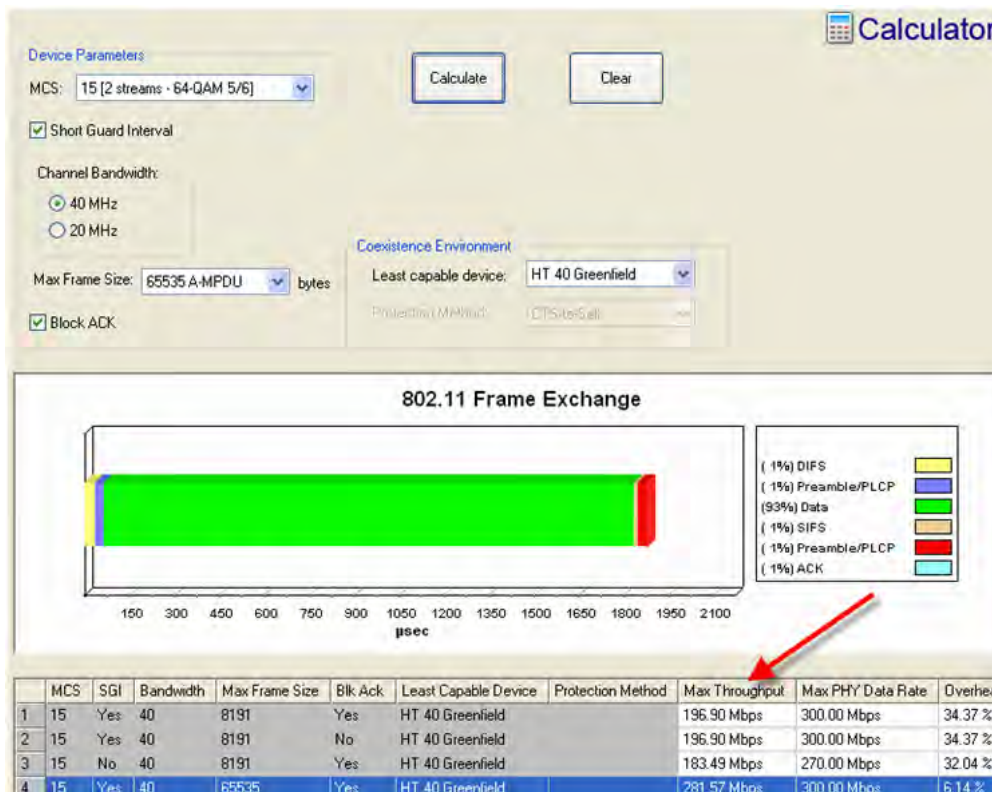 Calculator
Device Parameters
MCS: 15 [2 streams - 64-QAM 5/6]
Calculate Clear
Short Guard Interval
Channel Bandwidth:
40 MHz
20 MHz
Coexistence Environment
Max Frame Size: 65535 A-MPDU bytes
Least capable device: HT 40 Greenfield
Protection Method: CTS-to-Self
Block ACK
802.11 Frame Exchange
( 1%) DIFS
( 1%) Preamble/PLCP
(93%) Data
( 1%) SIFS
( 1%) Preamble/PLCP
( 1%) ACK
150 300 450 600 750 900 1050 1200 1350 1500 1650 1800 1950 2100
µsec
MCS SGI Bandwidth Max Frame Size Blk Ack Least Capable Device Protection Method Max Throughput Max PHY Data Rate Overhea
1 15 Yes 40 8191 Yes HT 40 Greenfield 196.90 Mbps 300.00 Mbps 34.37 %
2 15 Yes 40 8191 No HT 40 Greenfield 196.90 Mbps 300.00 Mbps 34.37 %
3 15 No 40 8191 Yes HT 40 Greenfield 183.49 Mbps 270.00 Mbps 32.04 %
4 15 Yes 40 65535 Yes HT 40 Greenfield 281.57 Mbps 300.00 Mbps 6.14 %